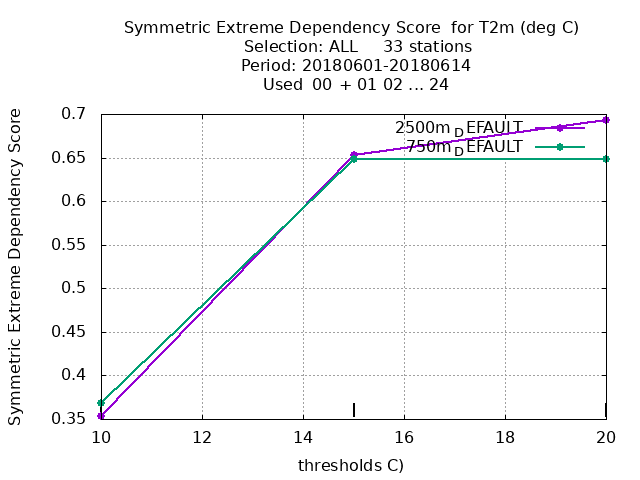 Symmetric Extreme Dependency Score  for T2m (deg C)
Selection: ALL     33 stations
Period: 20180601-20180614
Used  00 + 01 02 ... 24
Symmetric Extreme Dependency Score
0.7
0.65
0.6
0.55
0.5
0.45
0.4
0.35
2500mDEFAULT
750mDEFAULT
10 12 14 16 18 20
thresholds C)